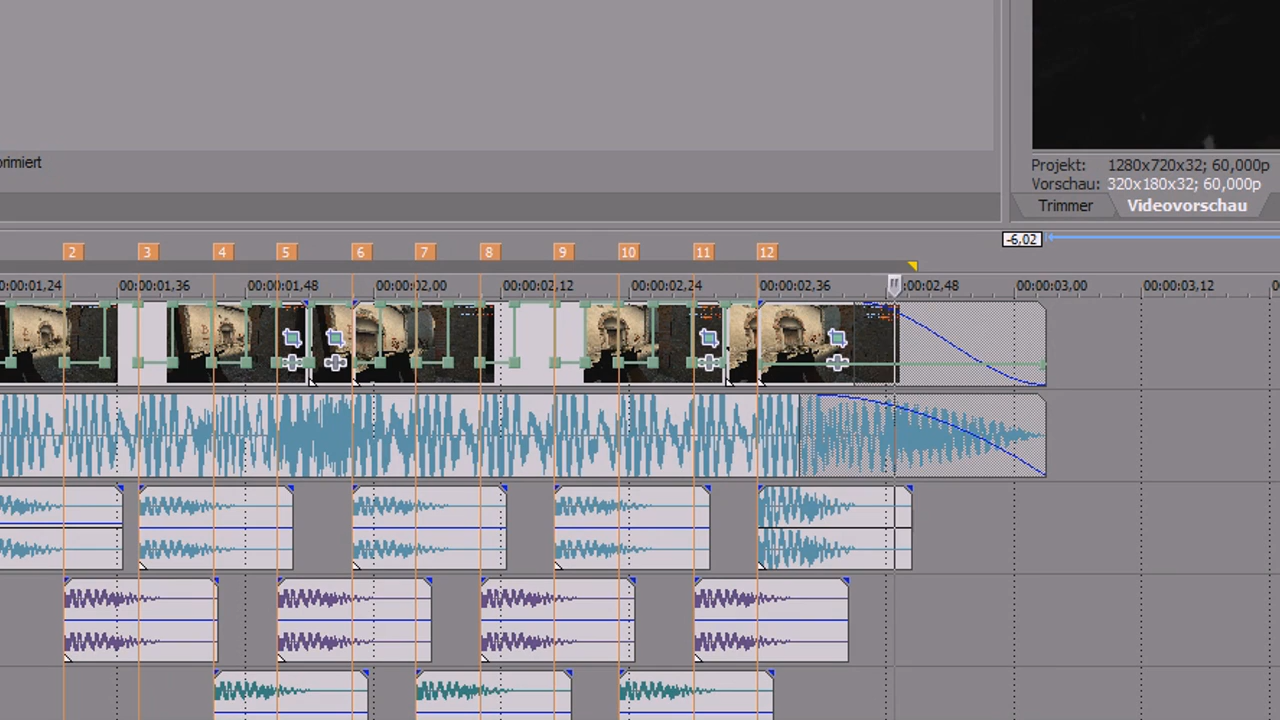 primiert
Projekt: 1280x720x32; 60,000p
Vorschau: 320x180x32; 60,000p
Trimmer Videovorschau
-6,02
2 3 4 5 6 7 8 9 10 11 12
00:00:01,24 00:00:01,36 00:00:01,48 00:00:02,00 00:00:02,12 00:00:02,24 00:00:02,36 :00:02,48 00:00:03,00 00:00:03,12 00:00:03,24